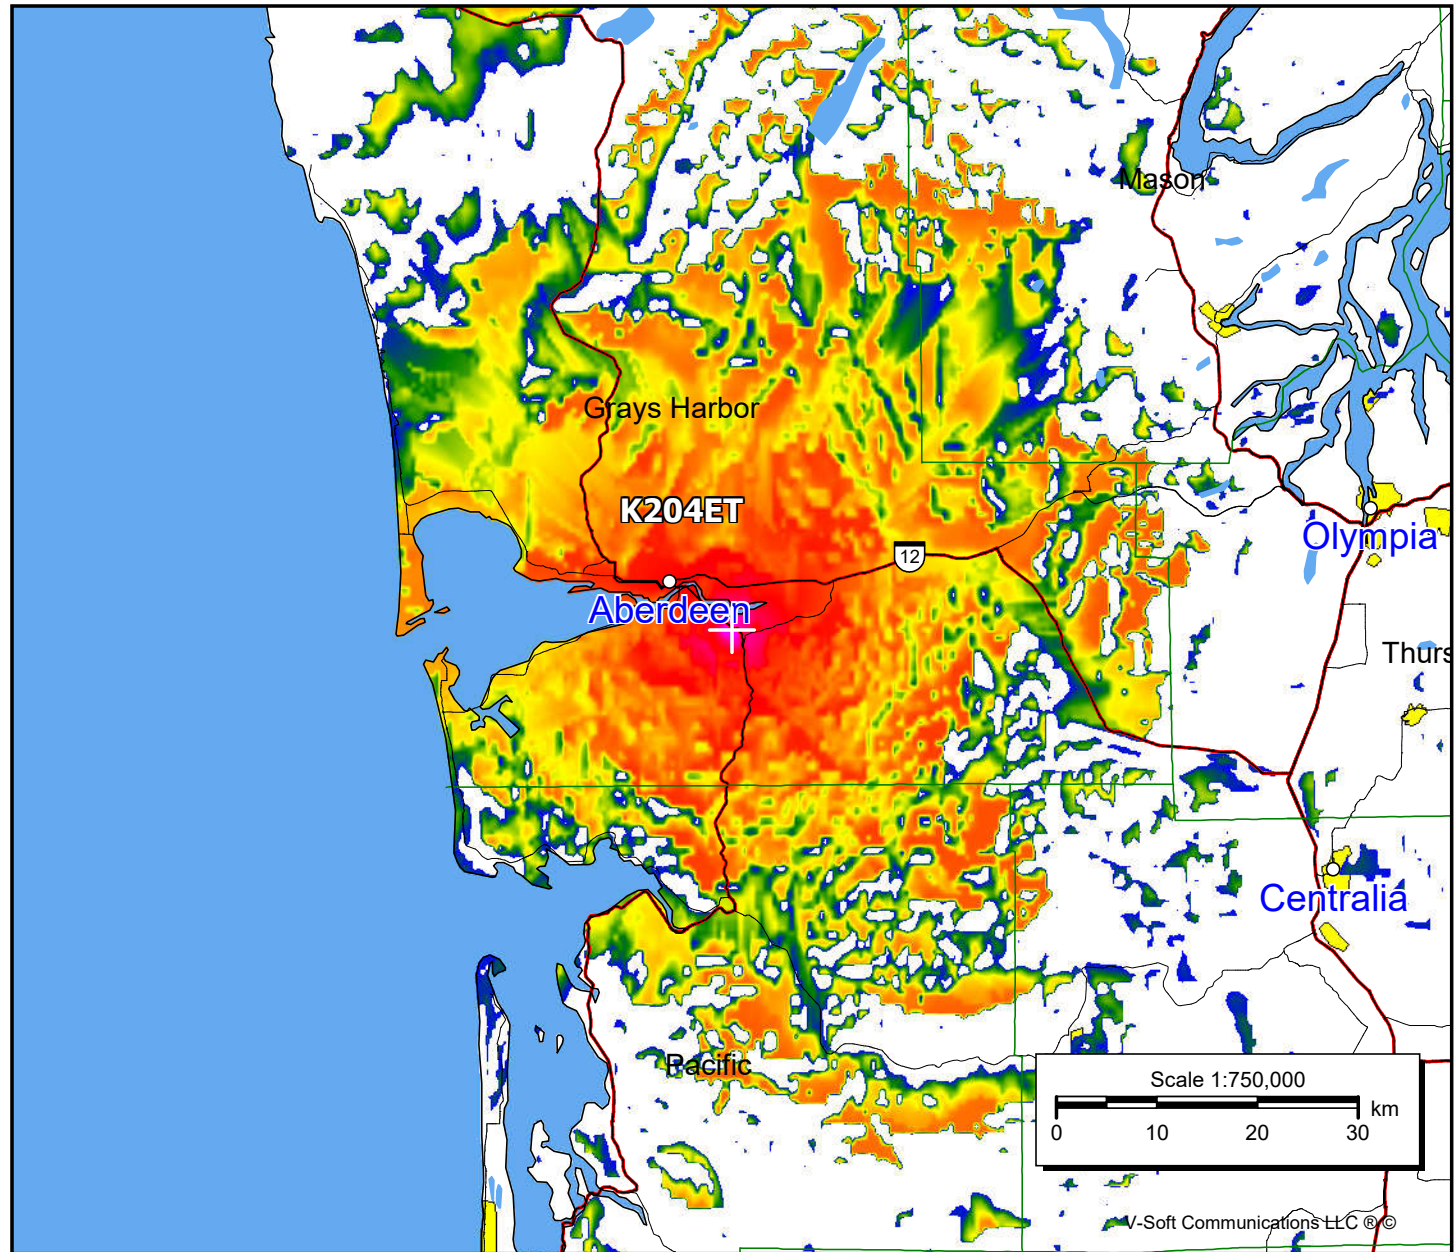 Mason
Grays Harbor
K204ET
12
Olympia
Aberdeen
Thurs
Centralia
Pacific
Scale 1:750,000
km
0 10 20 30
V-Soft Communications LLC ® ©